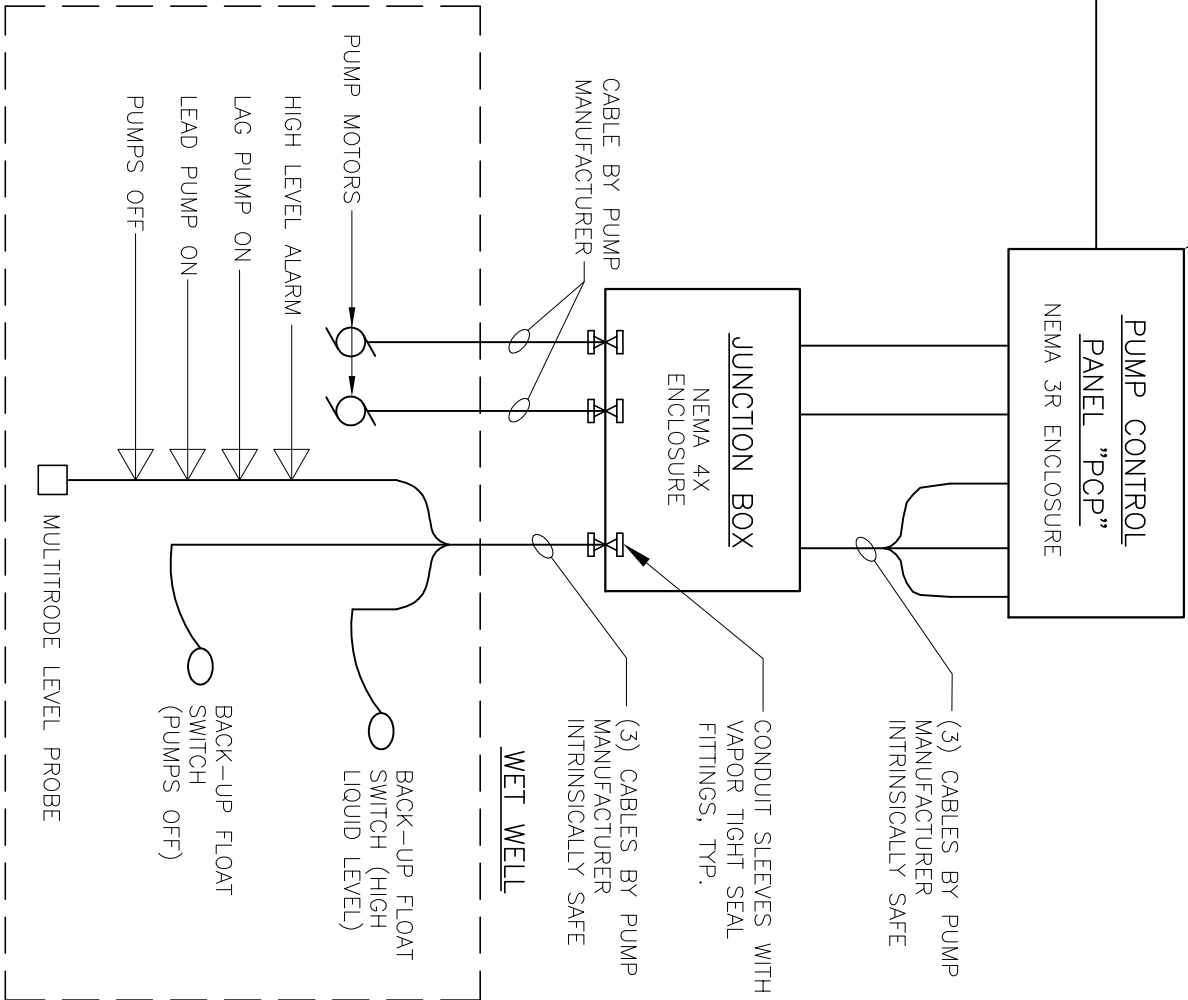 PUMP CONTROL
PANEL "PCP"
NEMA 3R ENCLOSURE
(3) CABLES BY PUMP
MANUFACTURER
INTRINSICALLY SAFE
JUNCTION BOX
NEMA 4X
ENCLOSURE
CONDUIT SLEEVES WITH
VAPOR TIGHT SEAL
FITTINGS, TYP.
CABLE BY PUMP
MANUFACTURER
(3) CABLES BY PUMP
MANUFACTURER
INTRINSICALLY SAFE
WET WELL
PUMP MOTORS
HIGH LEVEL ALARM
LAG PUMP ON
LEAD PUMP ON
PUMPS OFF
BACK-UP FLOAT
SWITCH (HIGH
LIQUID LEVEL)
BACK-UP FLOAT
SWITCH
(PUMPS OFF)
MULTITRODE LEVEL PROBE